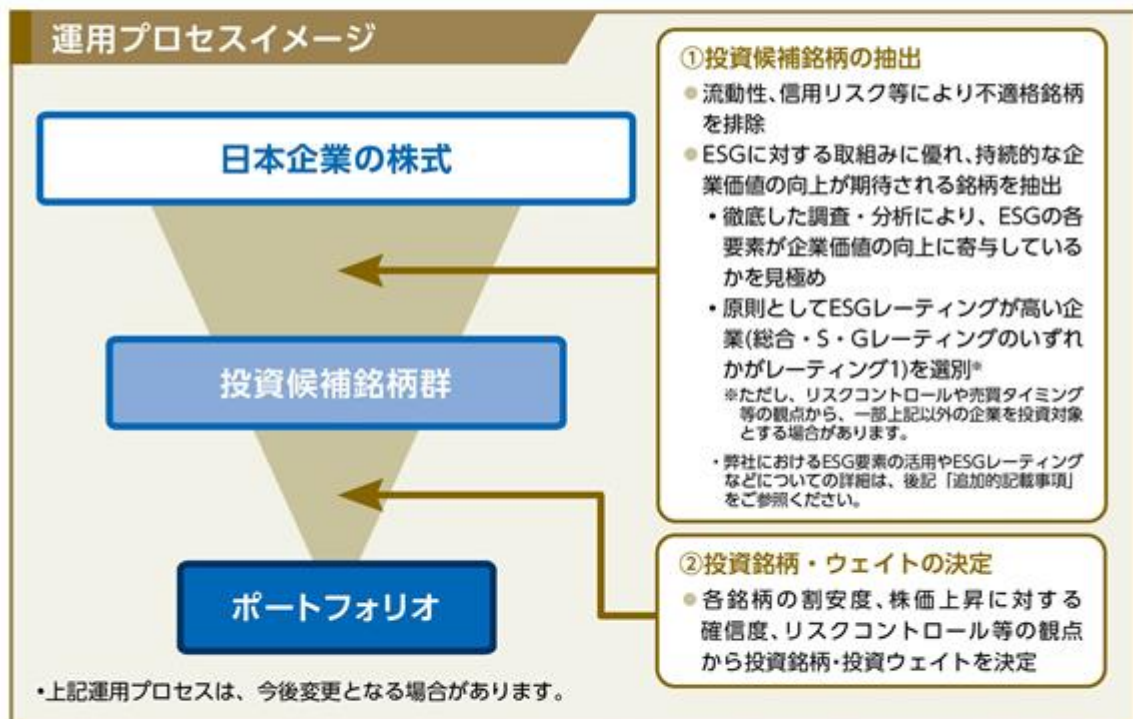 運用プロセスイメージ
日本企業の株式
投資候補銘柄群
ポートフォリオ
•上記運用プロセスは、今後変更となる場合があります。
①投資候補銘柄の抽出
●流動性、信用リスク等により不適格銘柄
を排除
●ESGに対する取組みに優れ、持続的な企
業価値の向上が期待される銘柄を抽出
•徹底した調査・分析により、ESGの各
要素が企業価値の向上に寄与している
かを見極め
•原則としてESGレーティングが高い企
業(総合・S・Gレーティングのいずれ
かがレーティング1)を選別※
※ただし、リスクコントロールや売買タイミング
等の観点から、一部上記以外の企業を投資対象
とする場合があります。
・弊社におけるESG要素の活用やESGレーティング
などについての詳細は、後記「追加的記載事項」
をご参照ください。
②投資銘柄・ウェイトの決定
●各銘柄の割安度、株価上昇に対する
確信度、リスクコントロール等の観点
から投資銘柄・投資ウェイトを決定